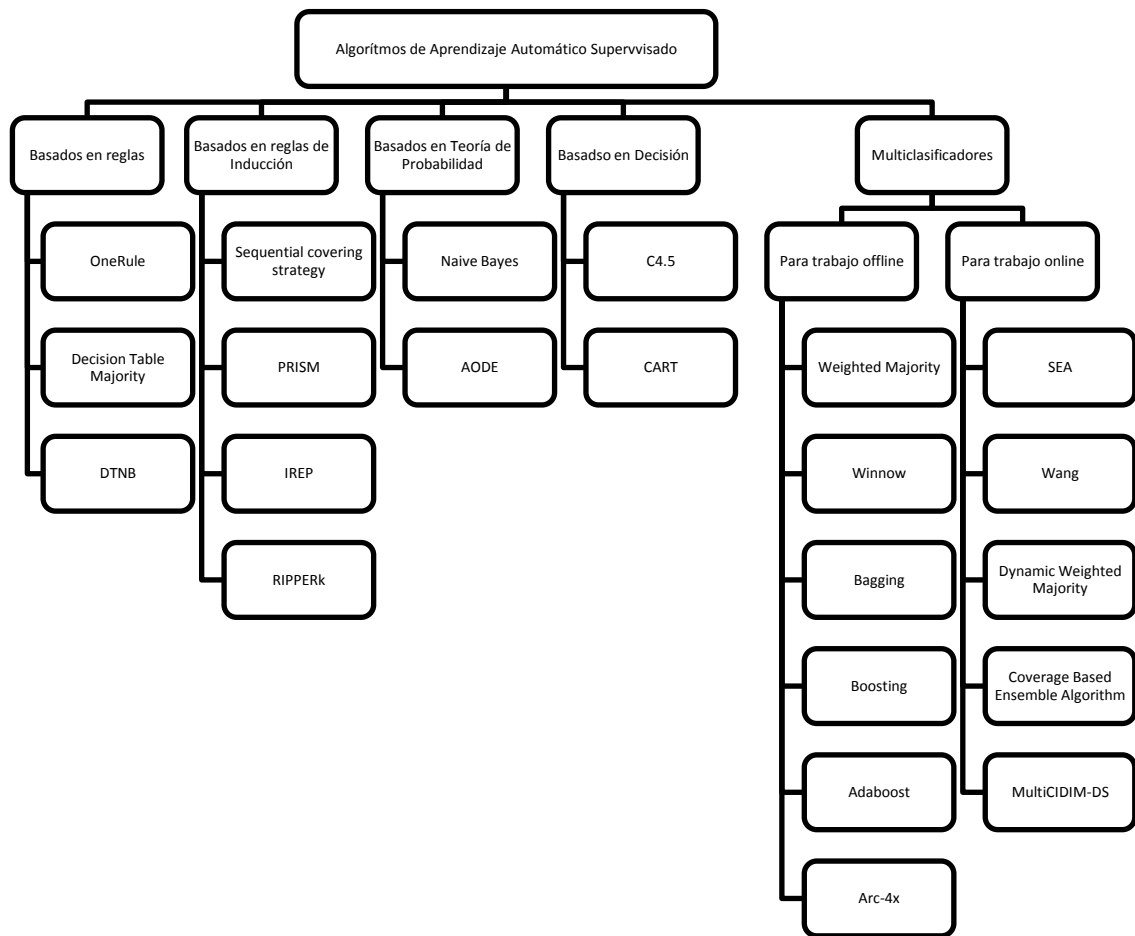 Algorítmos de Aprendizaje Automático Supervvisado
Basados en reglas
OneRule
Decision Table
Majority
DTNB
Basados en reglas de
Inducción
Sequential covering
strategy
PRISM
IREP
RIPPERk
Basados en Teoría de
Probabilidad
Naive Bayes
AODE
Basadso en Decisión
C4.5
CART
Multiclasificadores
Para trabajo offline
Weighted Majority
Winnow
Bagging
Boosting
Adaboost
Arc-4x
Para trabajo online
SEA
Wang
Dynamic Weighted
Majority
Coverage Based
Ensemble Algorithm
MultiCIDIM-DS